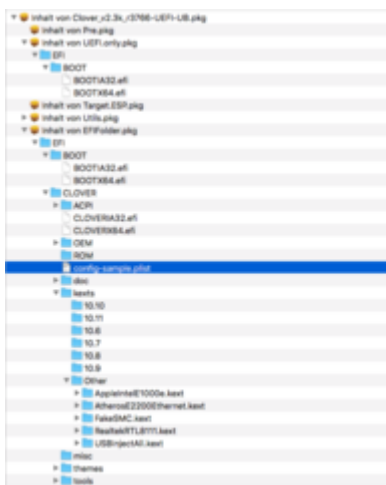 Inhalt von Clover_v2.3k_r3766-UEFI-UB.pkg
Inhalt von Pre.pkg
Inhalt von UEFI.only.pkg
EFI
BOOT
BOOTIA32.efi
BOOTX64.efi
Inhalt von Target.ESP.pkg
Inhalt von Utils.pkg
Inhalt von EFIFolder.pkg
EFI
BOOT
BOOTIA32.efi
BOOTX64.efi
CLOVER
ACPI
CLOVERIA32.efi
CLOVERX64.efi
OEM
ROM
config-sample.plist
doc
kexts
10.10
10.11
10.6
10.7
10.8
10.9
Other
AppleIntelE1000e.kext
AtherosE2200Ethernet.kext
FakeSMC.kext
RealtekRTL8111.kext
USBInjectAll.kext
misc
themes
tools